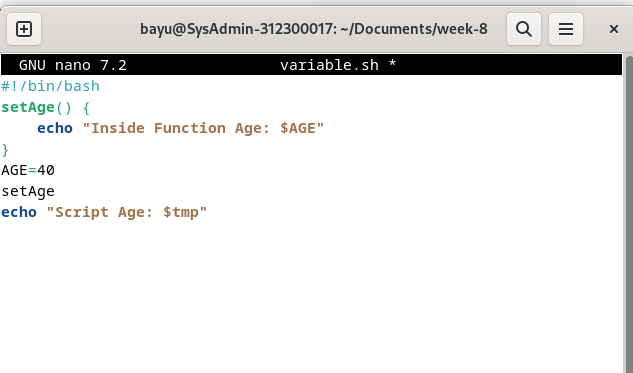 bayu@SysAdmin-312300017: ~/Documents/week-8
GNU nano 7.2 variable.sh *
#!/bin/bash
setAge() {
    echo "Inside Function Age: $AGE"
}
AGE=40
setAge
echo "Script Age: $tmp"